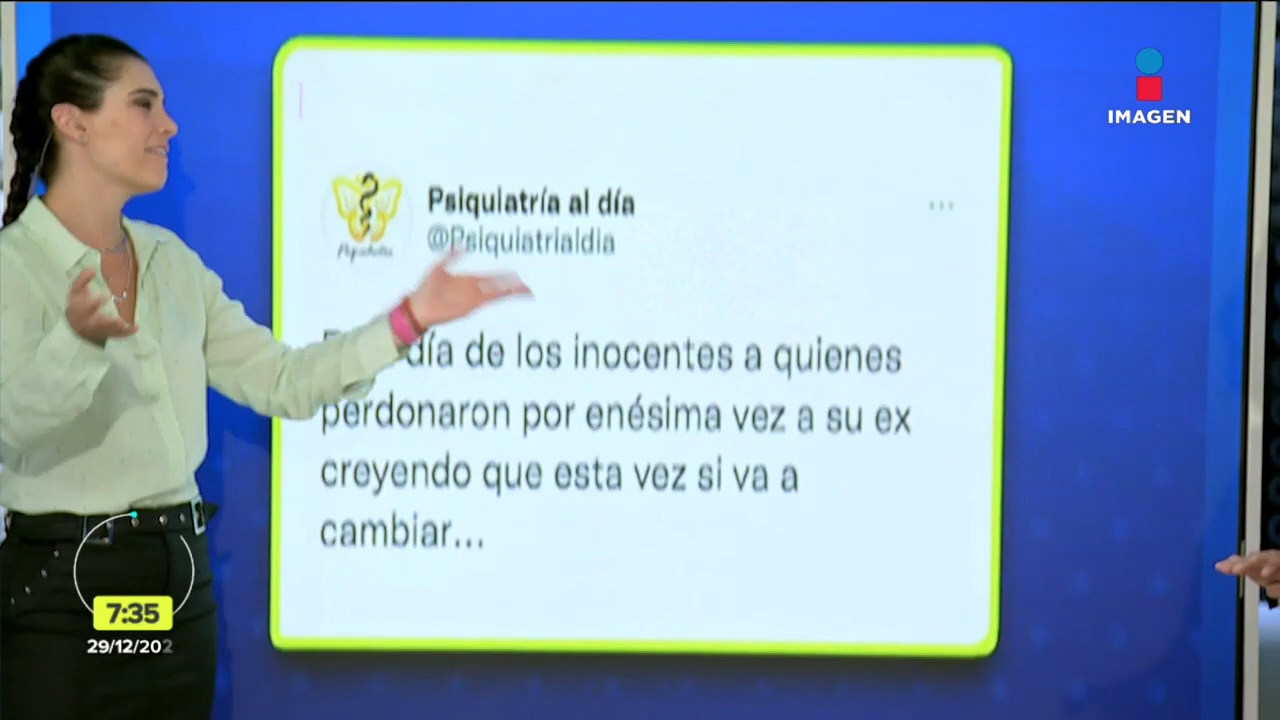 IMAGEN
Psiquiatría al día
@Psiquiatrialdia
día de los inocentes a quienes
perdonaron por enésima vez a su ex
creyendo que esta vez si va a
cambiar...
7:35
29/12/202